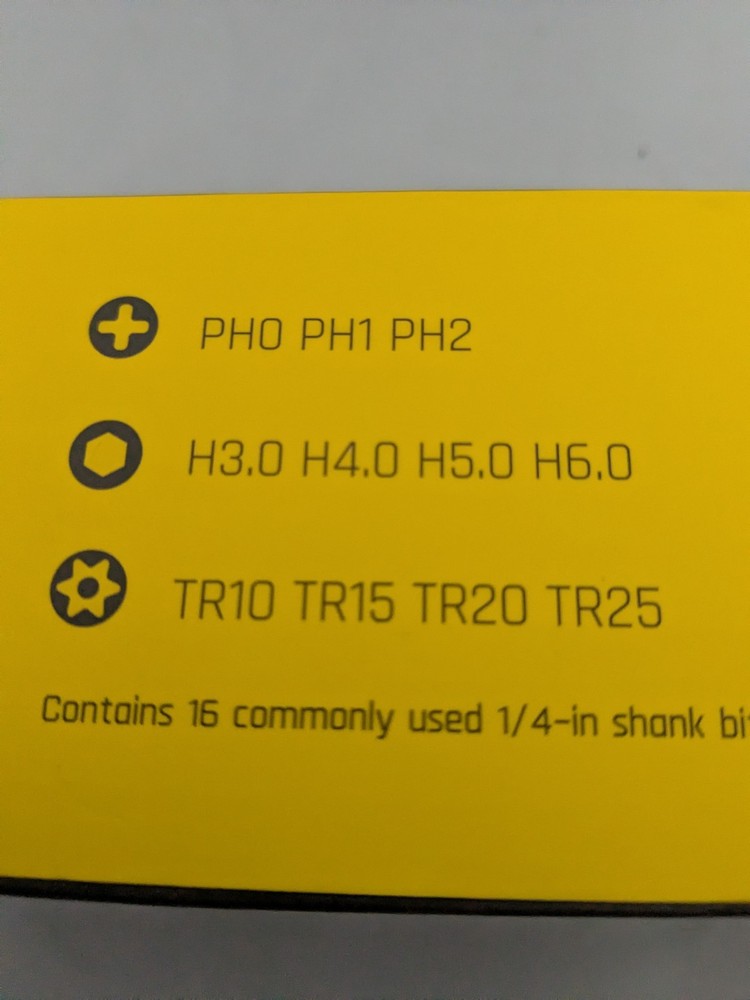 PH0 PH1 PH2
H3.0 H4.0 H5.0 H6.0
TR10 TR15 TR20 TR25
Contains 16 commonly used 1/4-in shank